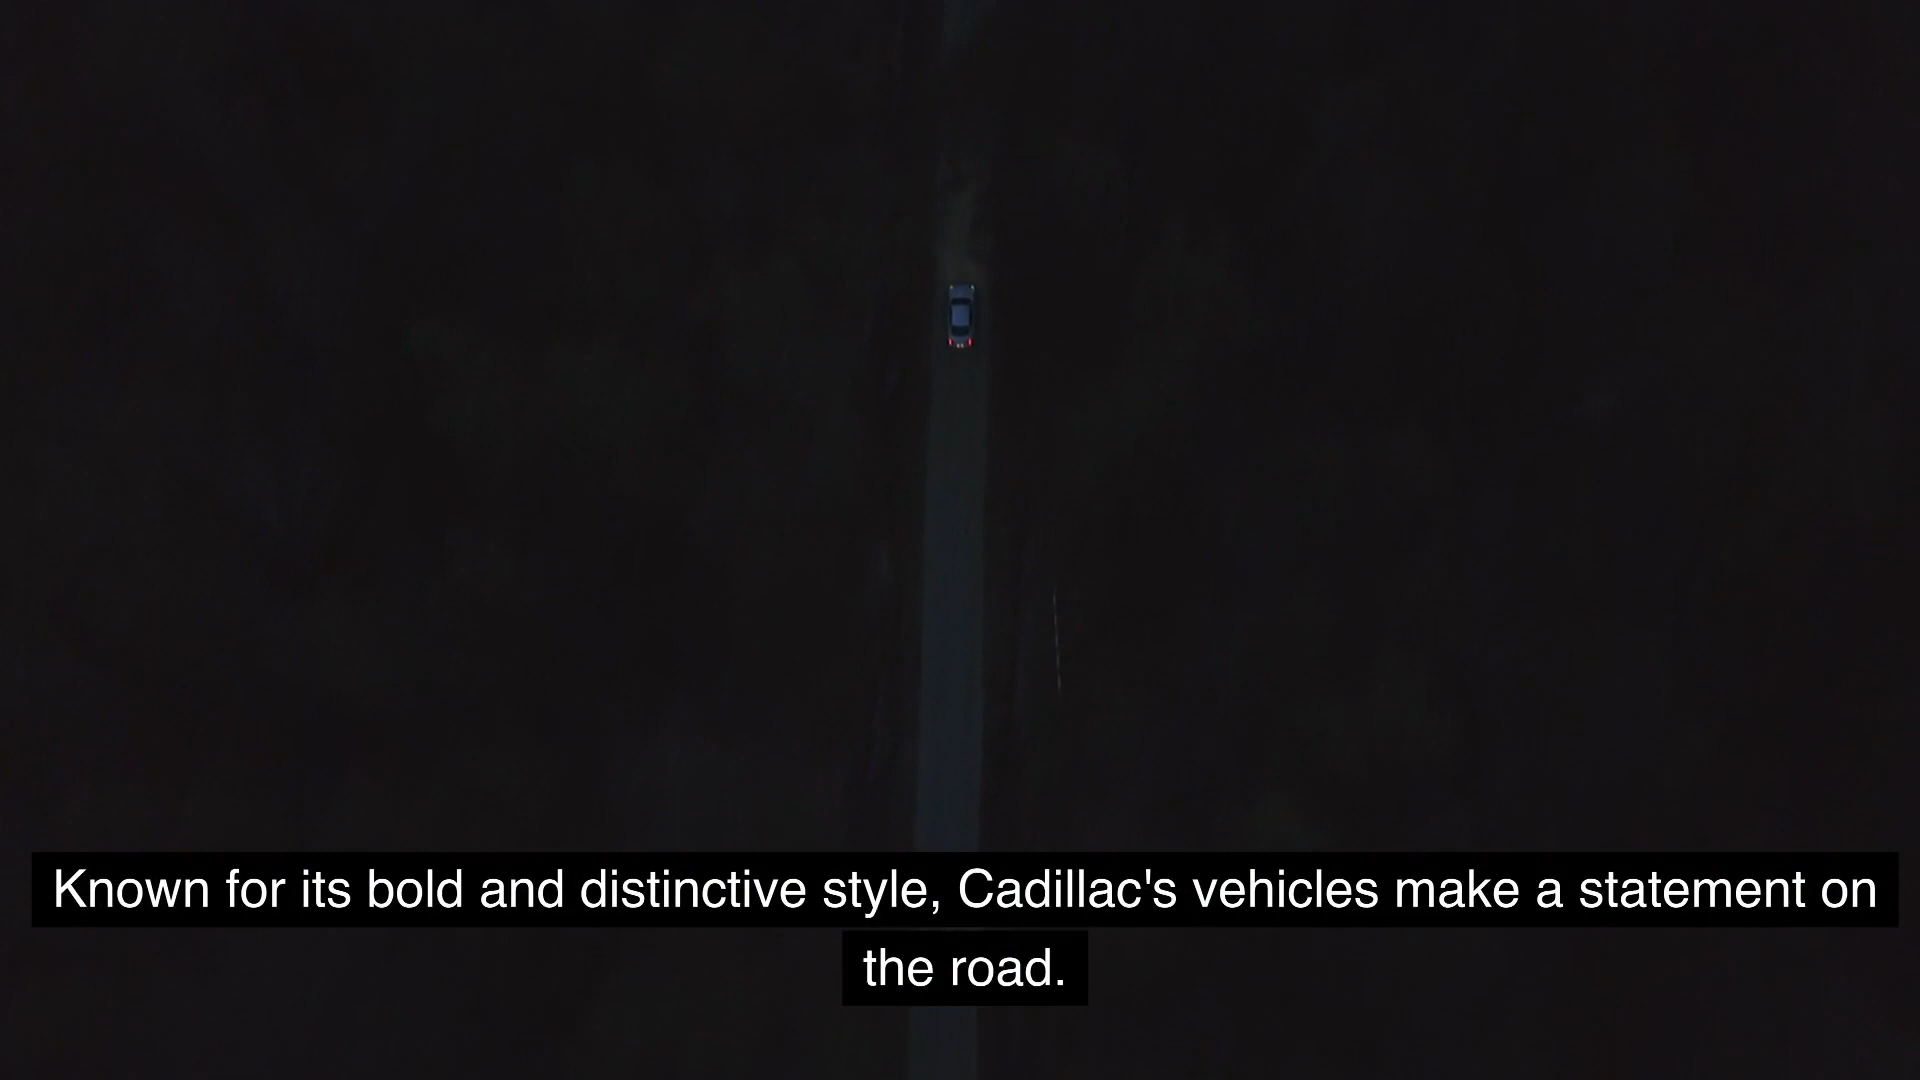 Known for its bold and distinctive style, Cadillac's vehicles make a statement on
the road.